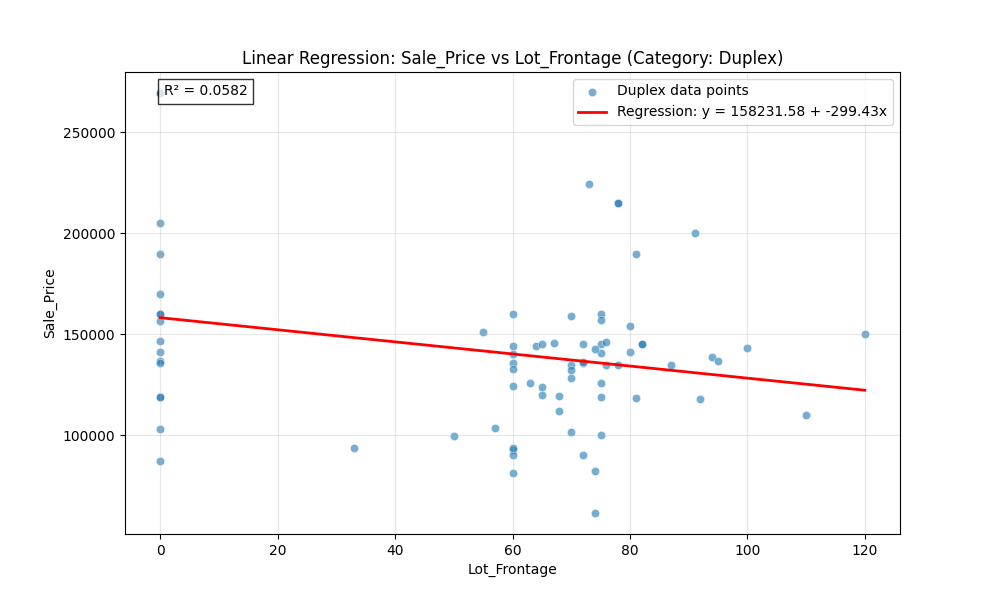 Linear Regression: Sale_Price vs Lot_Frontage (Category: Duplex)
R² = 0.0582
Duplex data points
Regression: y = 158231.58 + -299.43x
250000
200000
150000
100000
Sale_Price
0 20 40 60 80 100 120
Lot_Frontage